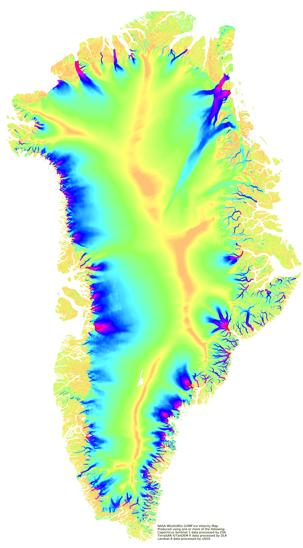 NASA MEaSUREs GrIMP Ice Velocity Map
Produced using one or more of the following:
Copernicus Sentinel 1 data processed by ESA
TerraSAR-X/TanDEM-X data processed by DLR
Landsat 8 data processed by USGS